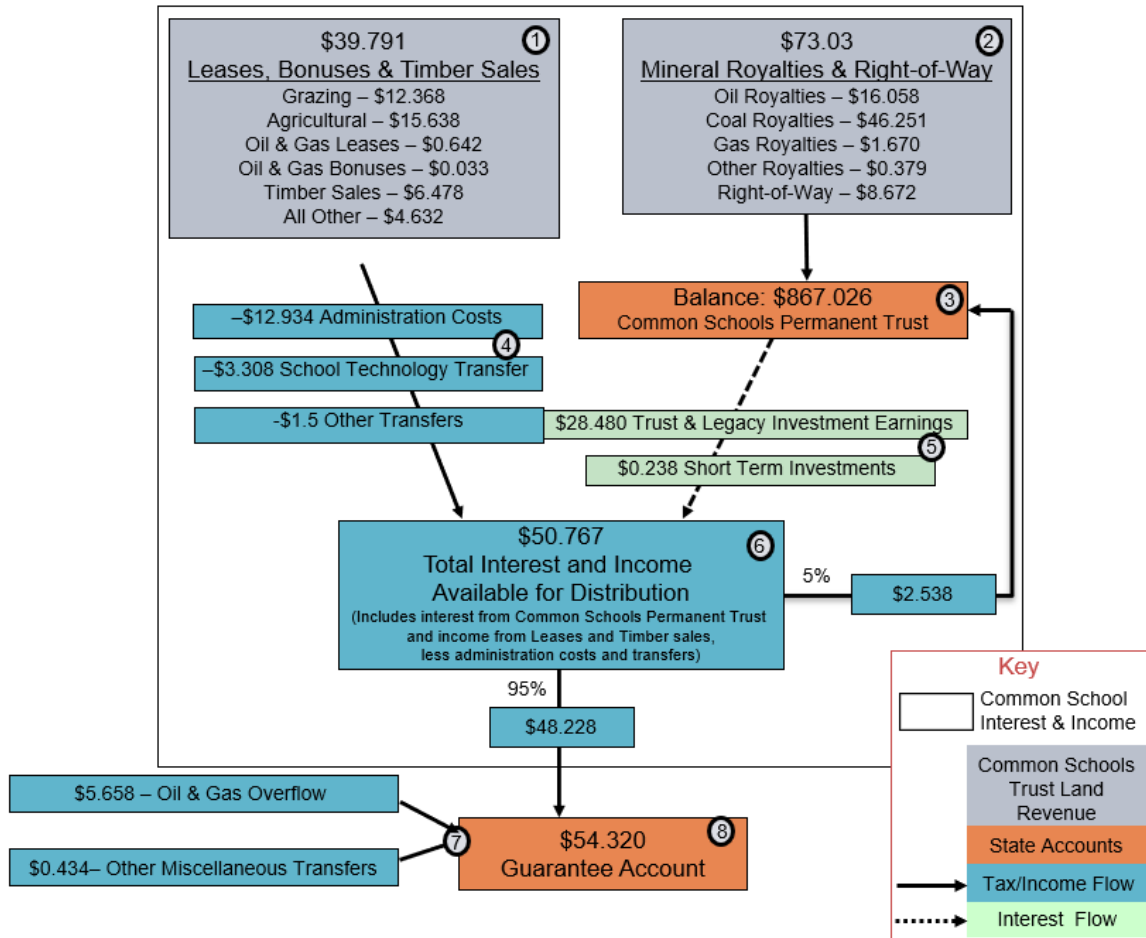 $39.791
1
Leases, Bonuses & Timber Sales
Grazing – $12.368
Agricultural – $15.638
Oil & Gas Leases – $0.642
Oil & Gas Bonuses – $0.033
Timber Sales – $6.478
All Other – $4.632
$73.03
2
Mineral Royalties & Right-of-Way
Oil Royalties – $16.058
Coal Royalties – $46.251
Gas Royalties – $1.670
Other Royalties – $0.379
Right-of-Way – $8.672
Balance: $867.026
3
Common Schools Permanent Trust
–$12.934 Administration Costs
4
–$3.308 School Technology Transfer
-$1.5 Other Transfers
$28.480 Trust & Legacy Investment Earnings
5
$0.238 Short Term Investments
$50.767
6
Total Interest and Income
Available for Distribution
(Includes interest from Common Schools Permanent Trust
and income from Leases and Timber sales,
less administration costs and transfers)
5%
$2.538
95%
$48.228
$5.658 – Oil & Gas Overflow
$0.434– Other Miscellaneous Transfers
7
$54.320
8
Guarantee Account
Key
Common School
Interest & Income
Common Schools
Trust Land
Revenue
State Accounts
Tax/Income Flow
Interest Flow